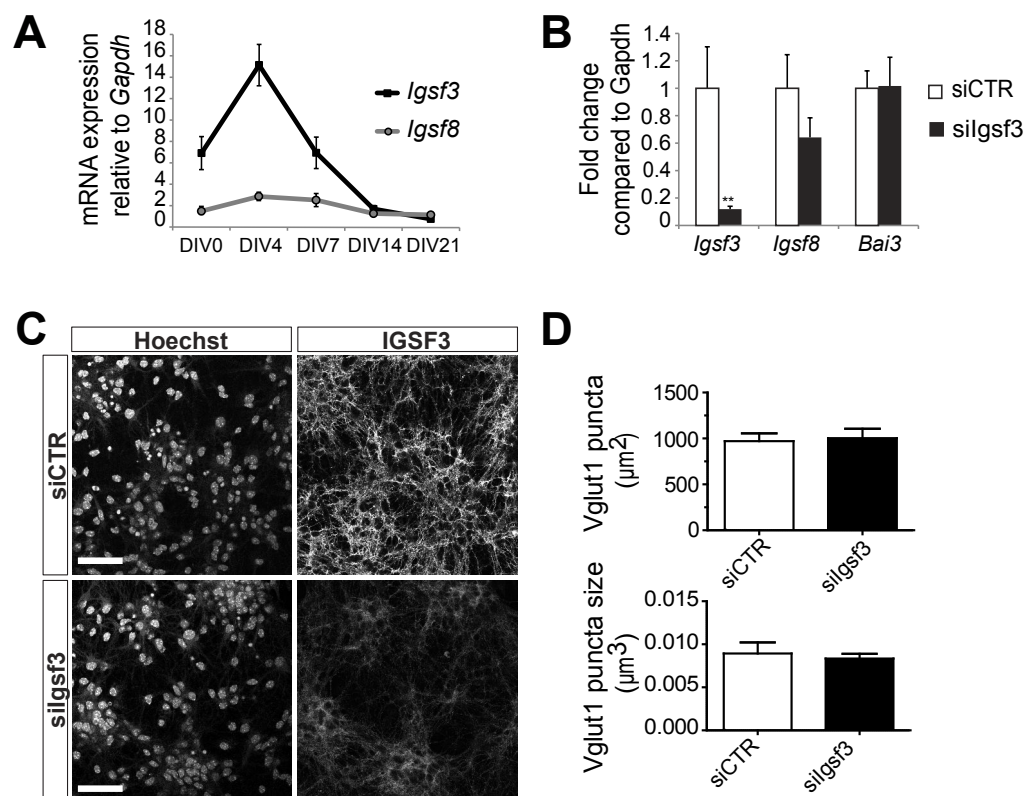 A
mRNA expression
relative to Gapdh
18
16
14
12
10
8
6
4
2
0
DIV0 DIV4 DIV7 DIV14 DIV21
Igsf3
Igsf8
B
Fold change
compared to Gapdh
1.4
1.2
1
0.8
0.6
0.4
0.2
0
**
Igsf3 Igsf8 Bai3
siCTR
siIgsf3
C
Hoechst IGSF3
siCTR
siIgsf3
D
Vglut1 puncta
(µm2)
1500
1000
500
0
siCTR siIgsf3
Vglut1 puncta size
(µm3)
0.015
0.010
0.005
0.000
siCTR siIgsf3